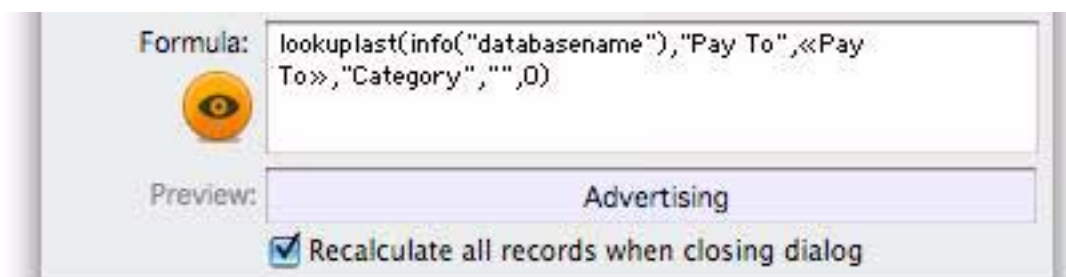 Formula: lookuplast(info("databasename"),"Pay To",«Pay
To»,"Category","",0)
Preview: Advertising
Recalculate all records when closing dialog